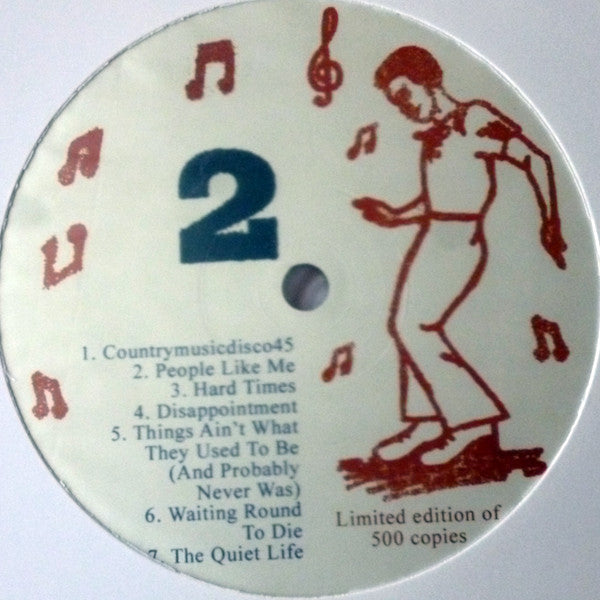 2
1. Countrymusicdisco45
2. People Like Me
3. Hard Times
4. Disappointment
5. Things Ain't What
They Used To Be
(And Probably
Never Was)
6. Waiting Round
To Die
7. The Quiet Life
Limited edition of
500 copies